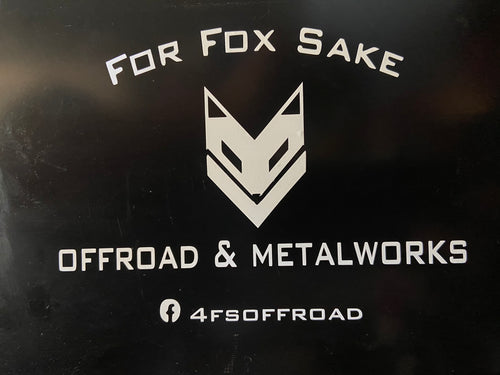 For Fox Sake
OFFROAD & METALWORKS
4FSOFFROAD